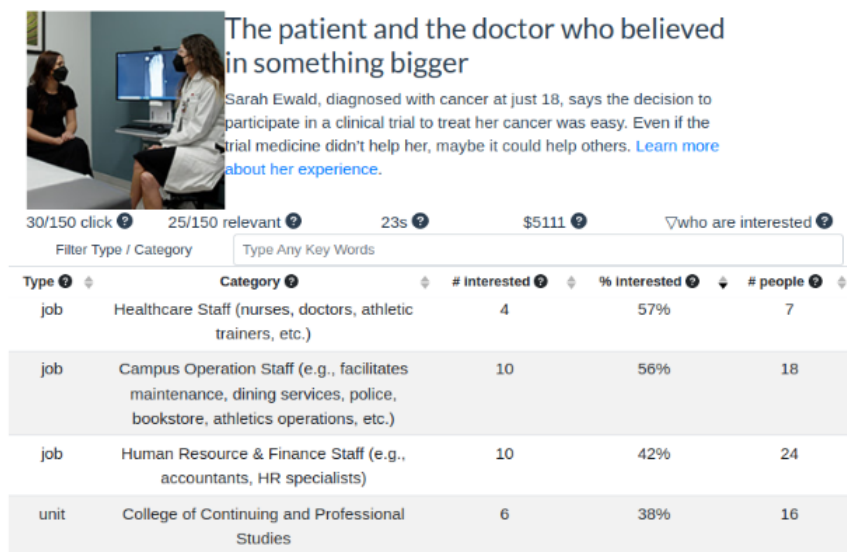 The patient and the doctor who believed
in something bigger
Sarah Ewald, diagnosed with cancer at just 18, says the decision to
participate in a clinical trial to treat her cancer was easy. Even if the
trial medicine didn't help her, maybe it could help others. Learn more
about her experience.
30/150 click ? 25/150 relevant ? 23s ? $5111 ? ▽who are interested ?
Filter Type / Category Type Any Key Words
Type ? Category ? # interested ? % interested ? # people ?
job Healthcare Staff (nurses, doctors, athletic 4 57% 7
trainers, etc.)
job Campus Operation Staff (e.g., facilitates 10 56% 18
maintenance, dining services, police,
bookstore, athletics operations, etc.)
job Human Resource & Finance Staff (e.g., 10 42% 24
accountants, HR specialists)
unit College of Continuing and Professional 6 38% 16
Studies